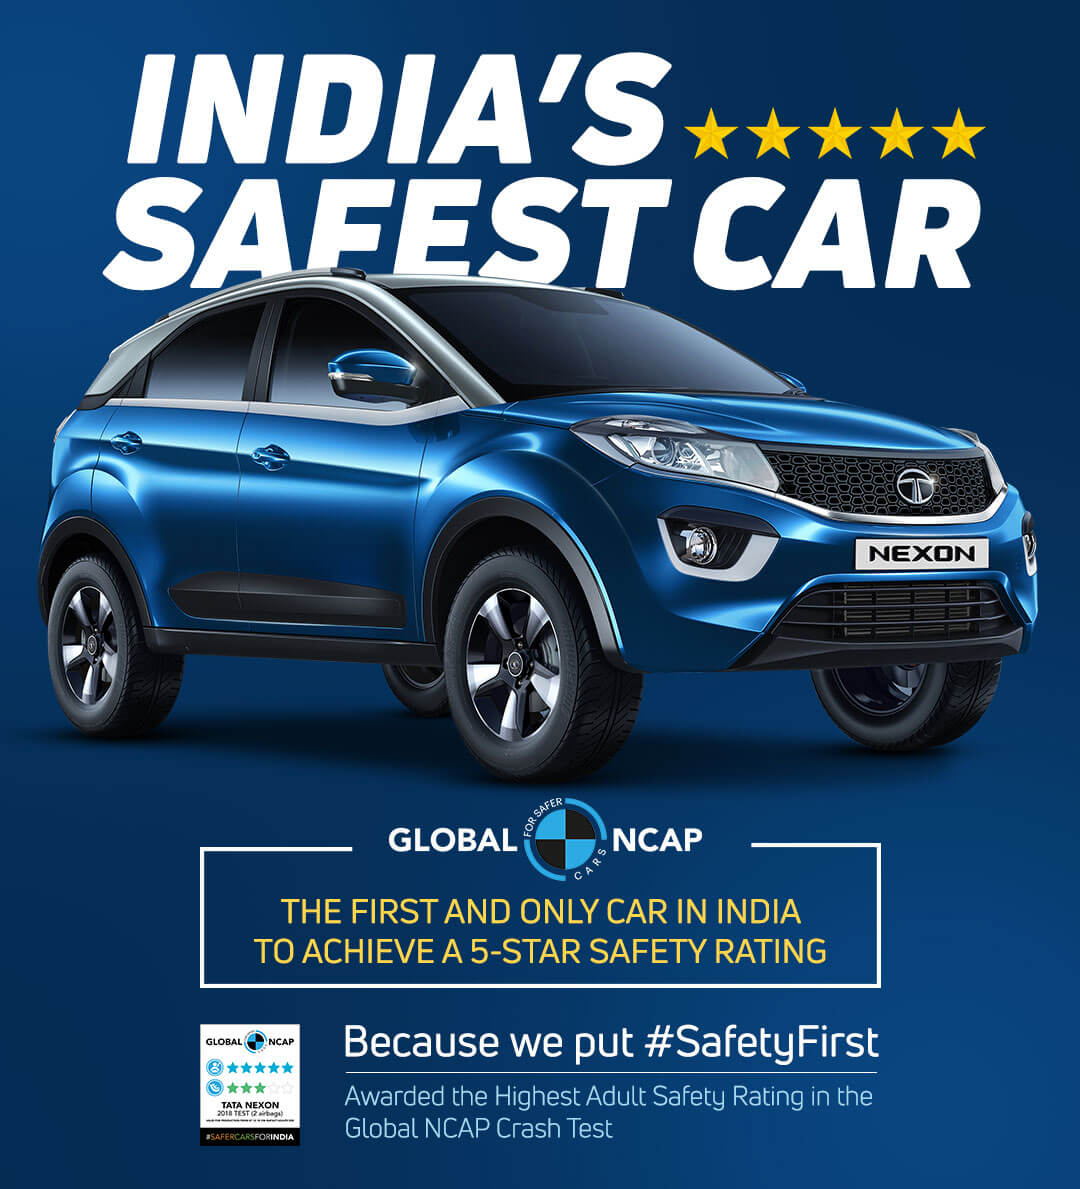 INDIA'S
SAFEST CAR
NEXON
FOR SAFER
GLOBAL NCAP
CARS
THE FIRST AND ONLY CAR IN INDIA
TO ACHIEVE A 5-STAR SAFETY RATING
Because we put #SafetyFirst
Awarded the Highest Adult Safety Rating in the
Global NCAP Crash Test
GLOBAL NCAP
TATA NEXON
2018 TEST (2 airbags)
#SAFERCARSFORINDIA